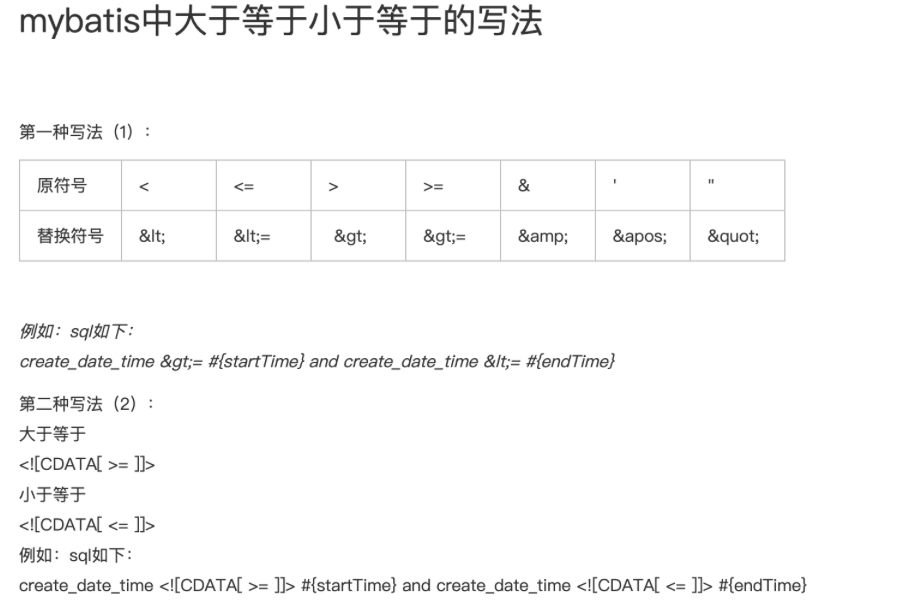 mybatis中大于等于小于等于的写法
第一种写法（1）：
原符号 < <= > >= & ' "
替换符号 &lt; &lt;= &gt; &gt;= &amp; &apos; &quot;
例如：sql如下：
create_date_time &gt;= #{startTime} and create_date_time &lt;= #{endTime}
第二种写法（2）：
大于等于
<![CDATA[ >= ]]>
小于等于
<![CDATA[ <= ]]>
例如：sql如下：
create_date_time <![CDATA[ >= ]]> #{startTime} and create_date_time <![CDATA[ <= ]]> #{endTime}